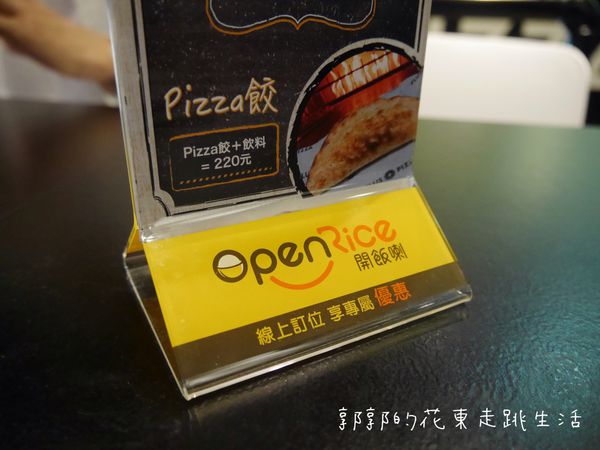 Pizza餃
Pizza餃+飲料
= 220元
OpenRice
開飯喇
線上訂位 享專屬優惠
郭郭的花東走跳生活